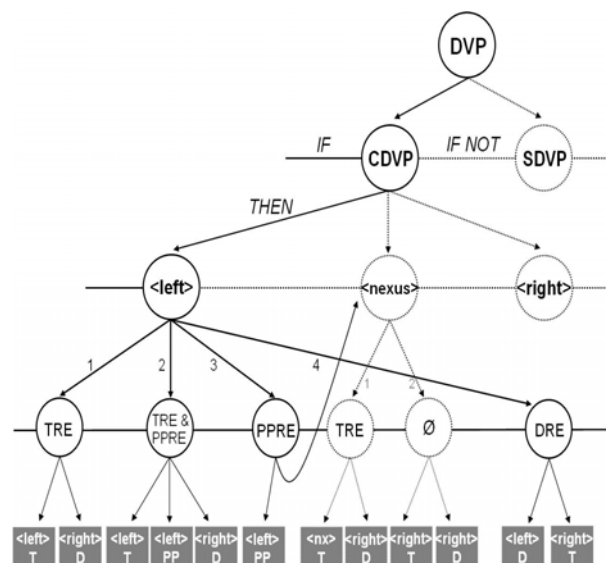 DVP
IF
CDVP
IF NOT
SDVP
THEN
<left>
<nexus>
<right>
1
2
3
4
1
2
TRE
TRE &
PPRE
PPRE
TRE
Ø
DRE
<left>
T
<right>
D
<left>
T
<left>
PP
<right>
D
<left>
PP
<nx>
T
<right>
D
<right>
T
<right>
D
<left>
D
<right>
T